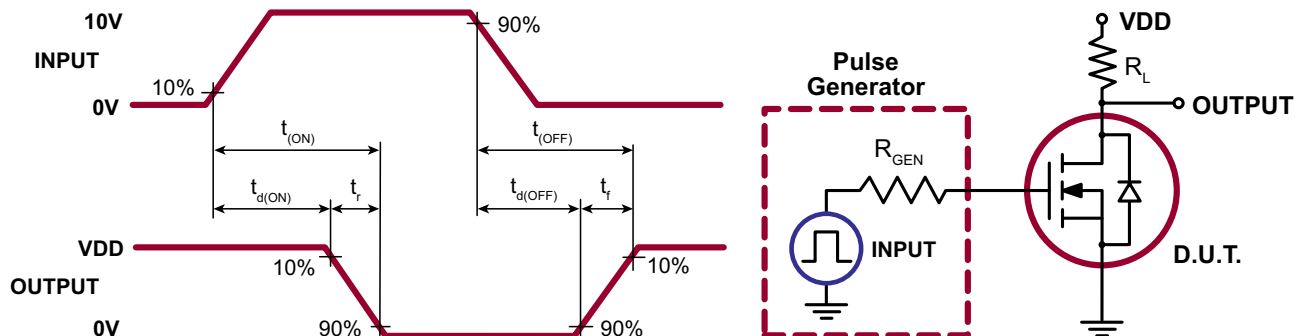 10V
INPUT
0V
10%
90%
t(ON)
t(OFF)
td(ON)
tr
td(OFF)
tf
VDD
OUTPUT
0V
10%
90%
90%
10%
Pulse
Generator
RGEN
INPUT
VDD
RL
OUTPUT
D.U.T.